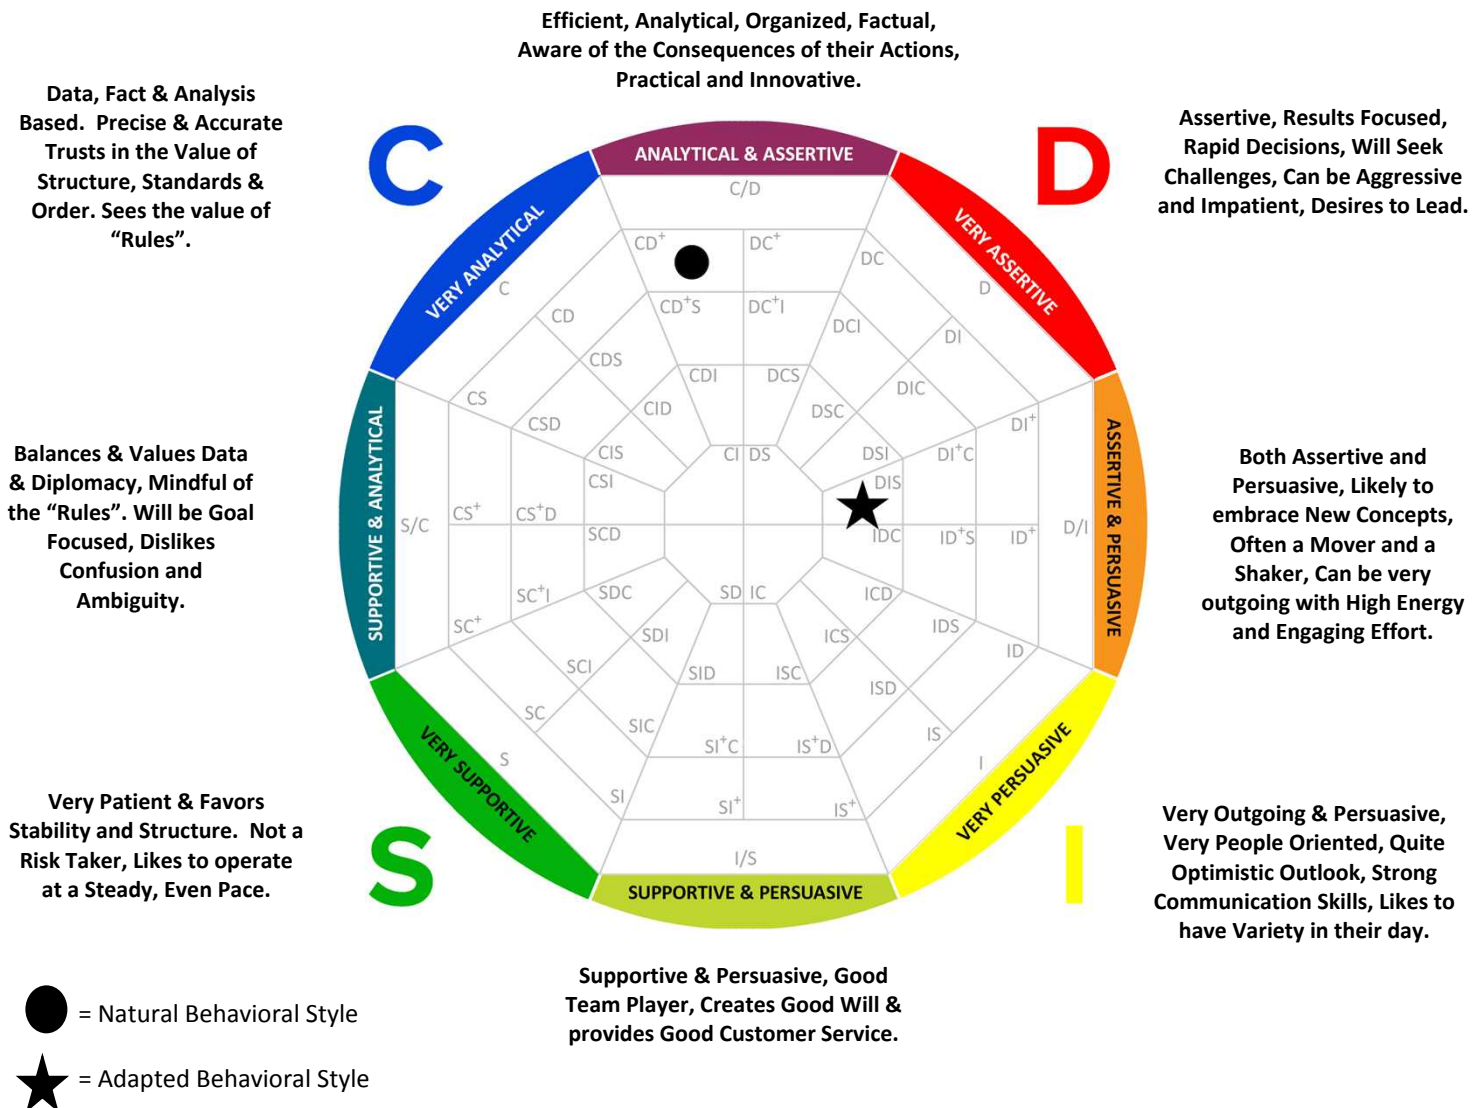 Efficient, Analytical, Organized, Factual,
Aware of the Consequences of their Actions,
Practical and Innovative.
Data, Fact & Analysis
Based.  Precise & Accurate
Trusts in the Value of
Structure, Standards &
Order. Sees the value of
“Rules”.
C
D
Assertive, Results Focused,
Rapid Decisions, Will Seek
Challenges, Can be Aggressive
and Impatient, Desires to Lead.
ANALYTICAL & ASSERTIVE
VERY ANALYTICAL
VERY ASSERTIVE
C/D
CD+
DC+
DC
C
D
CD+S
DC+I
CD
DCI
DI
CDS
CDI
DCS
DIC
CS
CID
DSC
DI+
CSD
CIS
CI
DS
DSI
DI+C
SUPPORTIVE & ANALYTICAL
ASSERTIVE & PERSUASIVE
Balances & Values Data
& Diplomacy, Mindful of
the “Rules”. Will be Goal
Focused, Dislikes
Confusion and
Ambiguity.
Both Assertive and
Persuasive, Likely to
embrace New Concepts,
Often a Mover and a
Shaker, Can be very
outgoing with High Energy
and Engaging Effort.
CSI
DIS
S/C
CS+
CS+D
SCD
IDC
ID+S
ID+
D/I
SC+
SC+I
SDC
SD
IC
ICD
IDS
ID
SDI
ICS
SCI
SID
ISC
ISD
SC
SIC
IS
SI+C
IS+D
S
I
SI
SI+
IS+
VERY SUPPORTIVE
VERY PERSUASIVE
I/S
SUPPORTIVE & PERSUASIVE
Very Patient & Favors
Stability and Structure.  Not a
Risk Taker, Likes to operate
at a Steady, Even Pace.
S
I
Very Outgoing & Persuasive,
Very People Oriented, Quite
Optimistic Outlook, Strong
Communication Skills, Likes to
have Variety in their day.
Supportive & Persuasive, Good
Team Player, Creates Good Will &
provides Good Customer Service.
= Natural Behavioral Style
= Adapted Behavioral Style